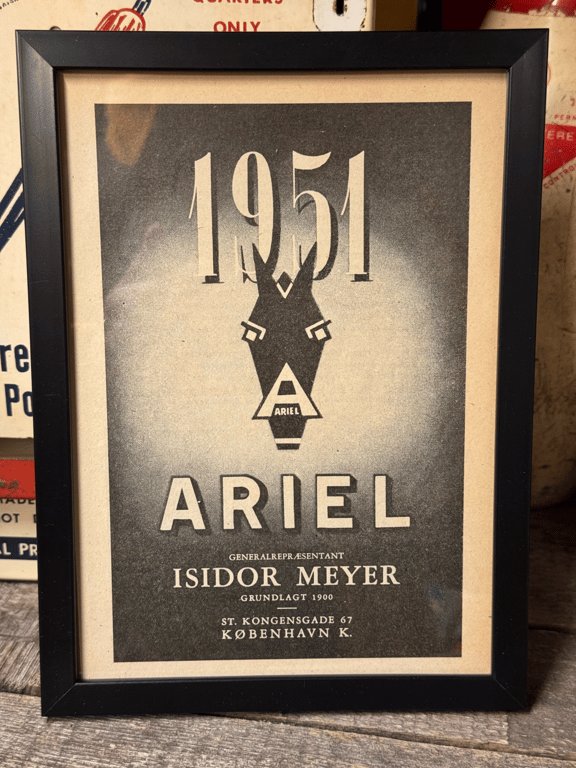 QUARTERS
ONLY
1951
A
ARIEL
ARIEL
GENERALREPRÆSENTANT
ISIDOR MEYER
GRUNDLAGT 1900
ST. KONGENSGADE 67
KØBENHAVN K.